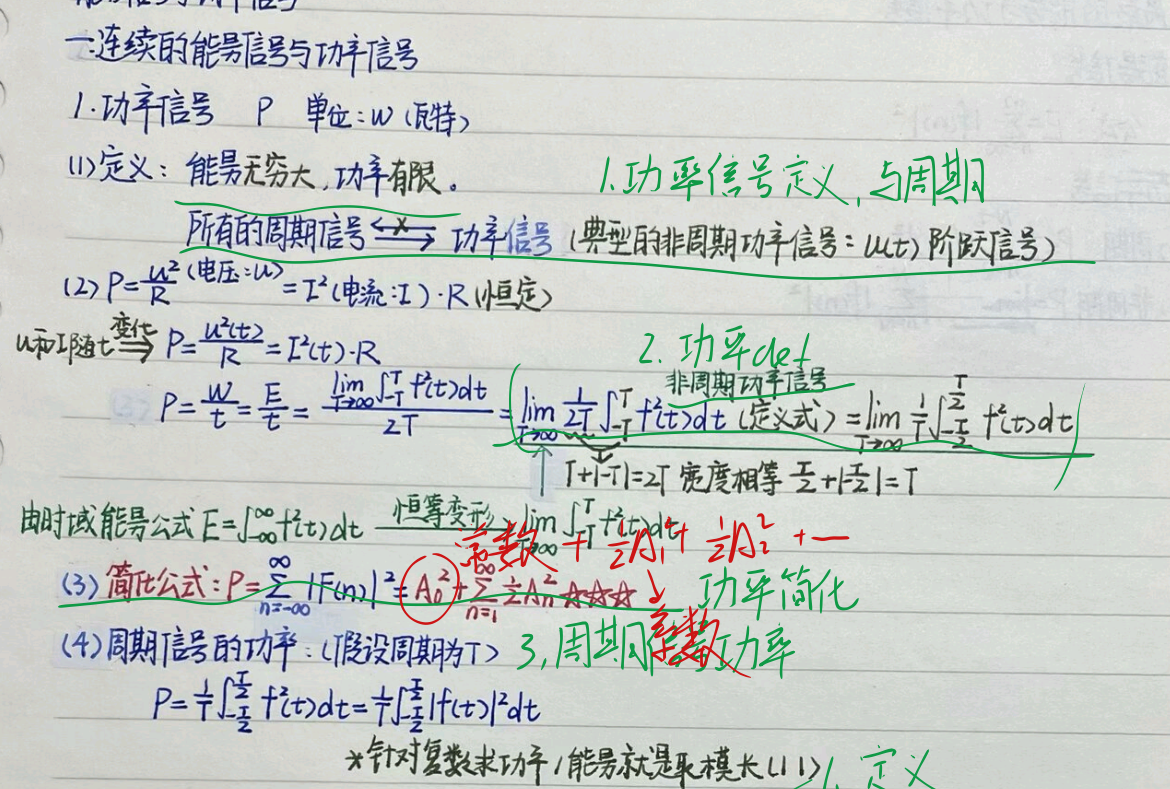 一.连续的能量信号与功率信号
1.功率信号 P 单位:W(瓦特)
(1)定义: 能量无穷大,功率有限。
1.功率信号定义,与周期
所有的周期信号 ⇄ × 功率信号 (典型的非周期功率信号: u(t) 阶跃信号)
(2) P=u²/R (电压:u) = I²(电流:I)·R(恒定)
u和I随t 变化 ⇒ P=u²(t)/R=I²(t)·R
2.功率def
非周期功率信号
P=W/t=E/t=lim_{T→∞}∫_{-T}^{T}f²(t)dt / 2T = lim_{T→∞} 1/2T ∫_{-T}^{T} f²(t)dt (定义式) = lim_{T→∞} 1/T ∫_{-T/2}^{T/2} f²(t)dt
T+|-T|=2T 宽度相等 T/2+|-T/2|=T
由时域能量公式 E=∫_{-∞}^{∞}f²(t)dt 恒等变形 lim_{T→∞} ∫_{-T}^{T} f²(t)dt
常数 + ½A₁²+ ½A₂² +—
(3) 简化公式: P=∑_{n=-∞}^{∞}|F(n)|²=A₀²+∑_{n=1}^{∞}½Aₙ² ☆☆☆
功率简化
系数
(4)周期信号的功率:(假设周期为T)
3,周期信号功率
P=1/T∫_{-T/2}^{T/2} f²(t)dt=1/T∫_{-T/2}^{T/2}|f(t)|²dt
*针对复数求功率/能量就是取模长(||)
1,定义